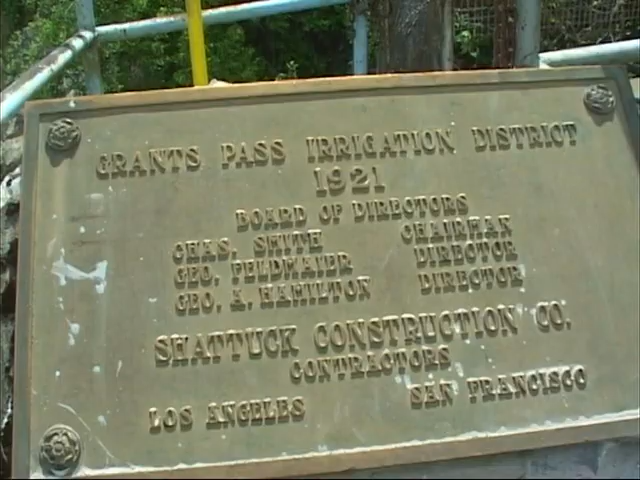 GRANTS PASS IRRIGATION DISTRICT
1921
BOARD OF DIRECTORS
CHAS. SMITH CHAIRMAN
GEO. FELDMAIER DIRECTOR
GEO. A. HAMILTON DIRECTOR
SHATTUCK CONSTRUCTION CO.
CONTRACTORS
LOS ANGELES SAN FRANCISCO